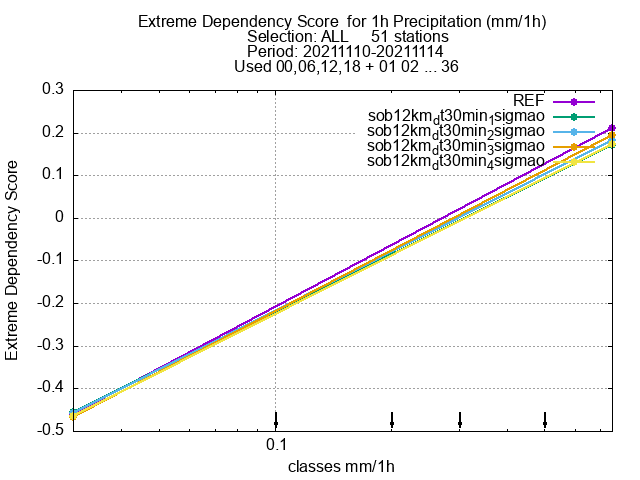 Extreme Dependency Score  for 1h Precipitation (mm/1h)
Selection: ALL     51 stations
Period: 20211110-20211114
Used 00,06,12,18 + 01 02 ... 36
REF
sob12km_dt30min_1sigmao
sob12km_dt30min_2sigmao
sob12km_dt30min_3sigmao
sob12km_dt30min_4sigmao
Extreme Dependency Score
0.3
0.2
0.1
0
-0.1
-0.2
-0.3
-0.4
-0.5
0.1
classes mm/1h